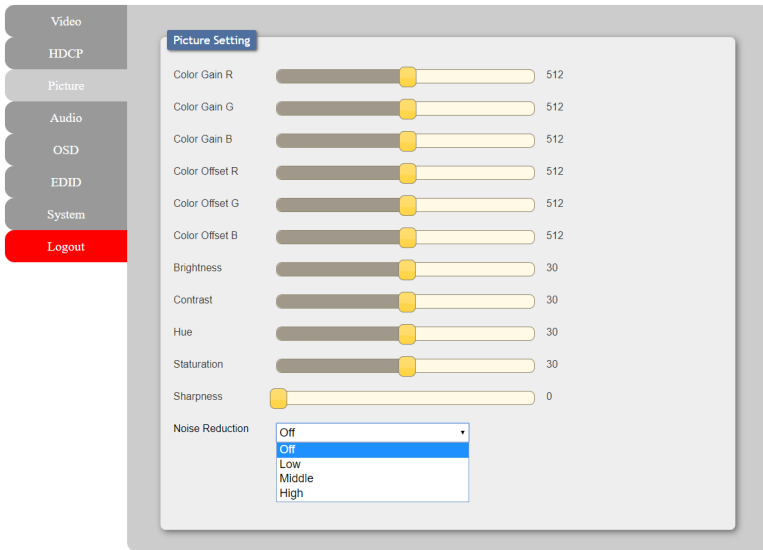 Video
HDCP
Picture
Audio
OSD
EDID
System
Logout
Picture Setting
Color Gain R 512
Color Gain G 512
Color Gain B 512
Color Offset R 512
Color Offset G 512
Color Offset B 512
Brightness 30
Contrast 30
Hue 30
Staturation 30
Sharpness 0
Noise Reduction Off
Off
Low
Middle
High